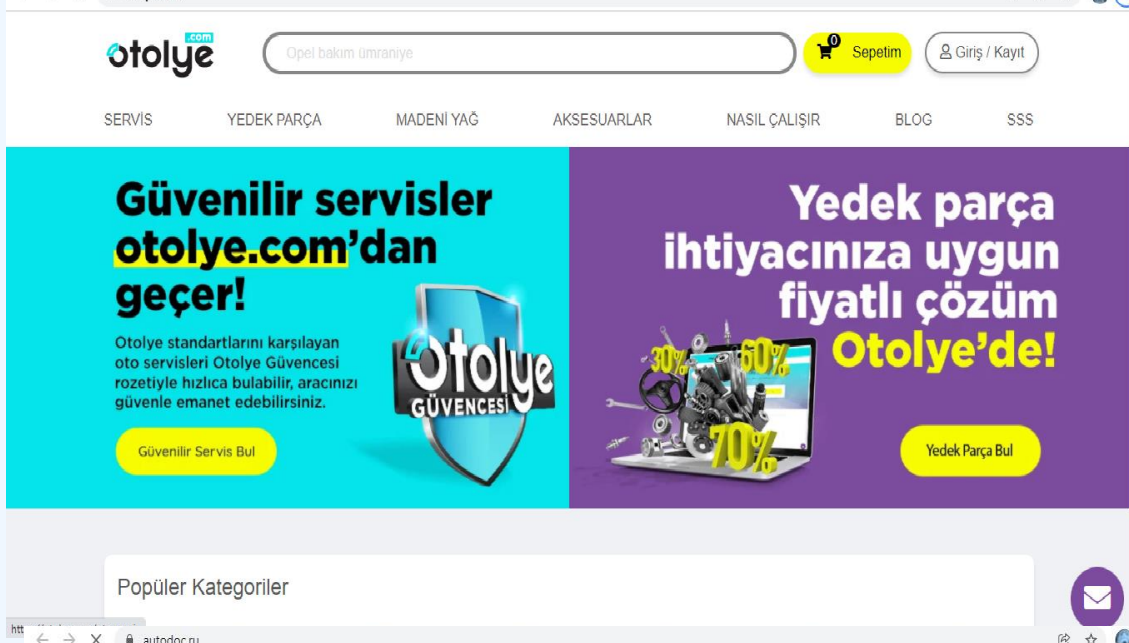 otolye
.com
Opel bakım ümraniye
0
Sepetim
Giriş / Kayıt
SERVİS
YEDEK PARÇA
MADENİ YAĞ
AKSESUARLAR
NASIL ÇALIŞIR
BLOG
SSS
Güvenilir servisler
otolye.com'dan
geçer!
Otolye standartlarını karşılayan
oto servisleri Otolye Güvencesi
rozetiyle hızlıca bulabilir, aracınızı
güvenle emanet edebilirsiniz.
Güvenilir Servis Bul
Otolye
GÜVENCESİ
Yedek parça
ihtiyacınıza uygun
fiyatlı çözüm
Otolye'de!
30%
60%
70%
Yedek Parça Bul
Popüler Kategoriler
autodoc.ru